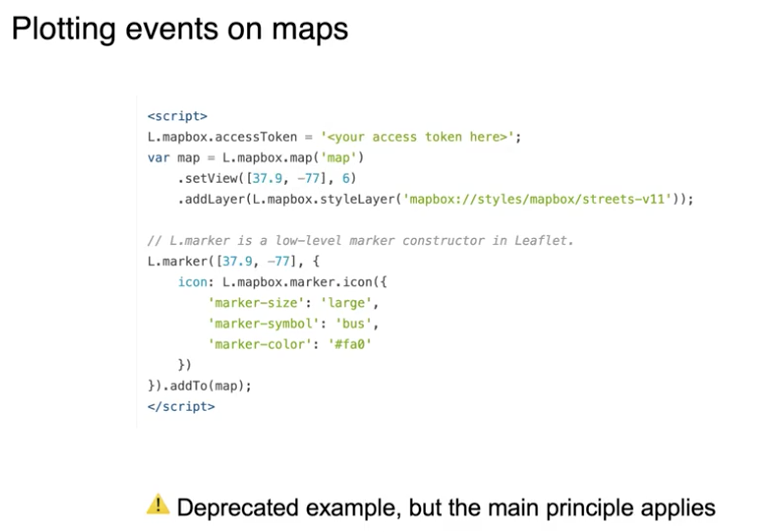 Plotting events on maps
<script>
L.mapbox.accessToken = '<your access token here>';
var map = L.mapbox.map('map')
    .setView([37.9, -77], 6)
    .addLayer(L.mapbox.styleLayer('mapbox://styles/mapbox/streets-v11'));
// L.marker is a low-level marker constructor in Leaflet.
L.marker([37.9, -77], {
    icon: L.mapbox.marker.icon({
        'marker-size': 'large',
        'marker-symbol': 'bus',
        'marker-color': '#fa0'
    })
}).addTo(map);
</script>
⚠️ Deprecated example, but the main principle applies